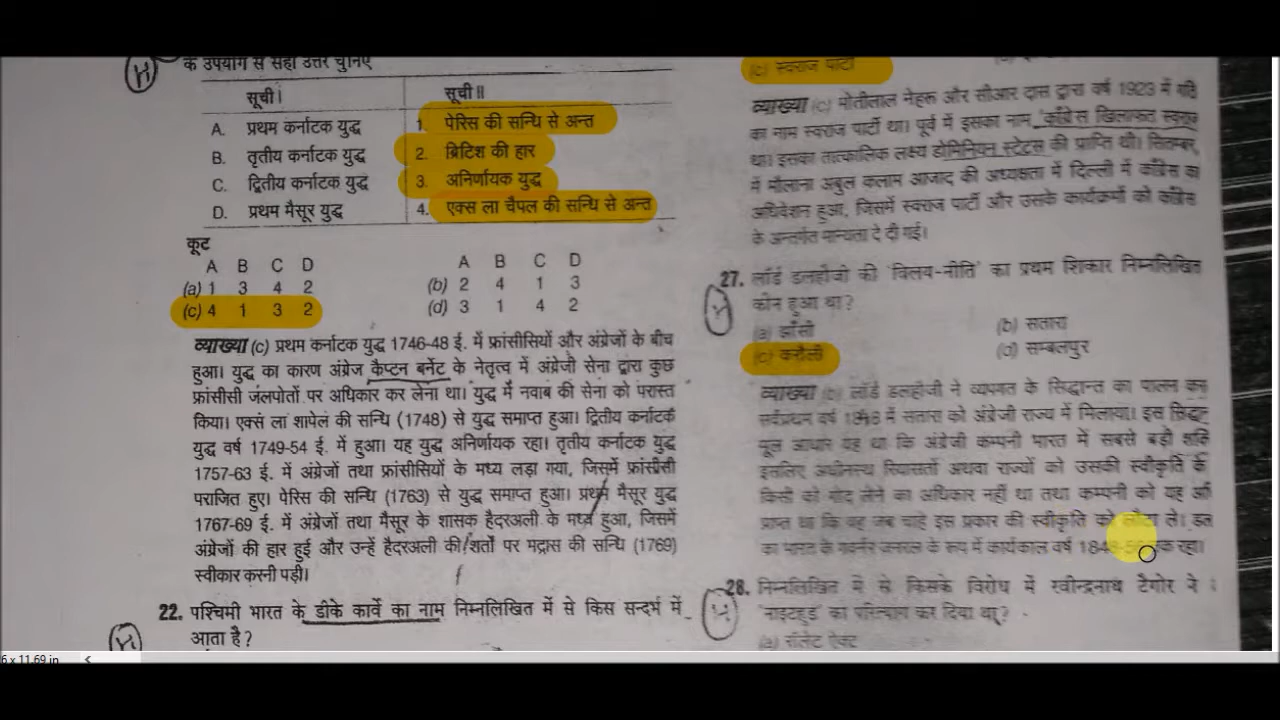 के उपयोग से सही उत्तर चुनिए
सूची I सूची II
A. प्रथम कर्नाटक युद्ध 1. पेरिस की सन्धि से अन्त
B. तृतीय कर्नाटक युद्ध 2. ब्रिटिश की हार
C. द्वितीय कर्नाटक युद्ध 3. अनिर्णायक युद्ध
D. प्रथम मैसूर युद्ध 4. एक्स ला चैपल की सन्धि से अन्त
कूट
A B C D A B C D
(a) 1 3 4 2 (b) 2 4 1 3
(c) 4 1 3 2 (d) 3 1 4 2
व्याख्या (c) प्रथम कर्नाटक युद्ध 1746-48 ई. में फ्रांसीसियों और अंग्रेजों के बीच
हुआ। युद्ध का कारण अंग्रेज कैप्टन बर्नेट के नेतृत्व में अंग्रेजी सेना द्वारा कुछ
फ्रांसीसी जलपोतों पर अधिकार कर लेना था। युद्ध में नवाब की सेना को परास्त
किया। एक्स ला शापेल की सन्धि (1748) से युद्ध समाप्त हुआ। द्वितीय कर्नाटक
युद्ध वर्ष 1749-54 ई. में हुआ। यह युद्ध अनिर्णायक रहा। तृतीय कर्नाटक युद्ध
1757-63 ई. में अंग्रेजों तथा फ्रांसीसियों के मध्य लड़ा गया, जिसमें फ्रांसीसी
पराजित हुए। पेरिस की सन्धि (1763) से युद्ध समाप्त हुआ। प्रथम मैसूर युद्ध
1767-69 ई. में अंग्रेजों तथा मैसूर के शासक हैदरअली के मध्य हुआ, जिसमें
अंग्रेजों की हार हुई और उन्हें हैदरअली की शर्तों पर मद्रास की सन्धि (1769)
स्वीकार करनी पड़ी।
22. पश्चिमी भारत के डीके कार्वे का नाम निम्नलिखित में से किस सन्दर्भ में
आता है?
(c) स्वराज पार्टी
व्याख्या (c) मोतीलाल नेहरू और सीआर दास द्वारा वर्ष 1923 में
का नाम स्वराज पार्टी था। पूर्व में इसका नाम 'काँग्रेस खिलाफत स्वराज
था। इसका तात्कालिक लक्ष्य डोमिनियन स्टेट्स की प्राप्ति थी। सितम्बर,
में मौलाना अबुल कलाम आजाद की अध्यक्षता में दिल्ली में काँग्रेस का
अधिवेशन हुआ, जिसमें स्वराज पार्टी और उसके कार्यक्रमों को काँग्रेस
के अन्तर्गत मान्यता दे दी गई।
27. लॉर्ड डलहौजी की 'विलय-नीति' का प्रथम शिकार निम्नलिखित
कौन हुआ था?
(a) झाँसी (b) सतारा
(c) करौली (d) सम्बलपुर
व्याख्या (b) लॉर्ड डलहौजी ने व्यपगत के सिद्धान्त का पालन
सर्वप्रथम वर्ष 1848 में सतारा को अंग्रेजी राज्य में मिलाया। इस
मूल आधार यह था कि अंग्रेजी कम्पनी भारत में सबसे बड़ी
इसलिए अधीनस्थ रियासतों अथवा राज्यों को उसकी स्वीकृति के
किसी को गोद लेने का अधिकार नहीं था तथा कम्पनी को यह
प्राप्त था कि वह जब चाहे इस प्रकार की स्वीकृति को लौटा ले।
का भारत के गवर्नर जनरल के रूप में कार्यकाल वर्ष 1848-56 तक रहा।
28. निम्नलिखित में से किसके विरोध में रवीन्द्रनाथ टैगोर ने
'नाइटहुड' का परित्याग कर दिया था?
(a) रॉलेट ऐक्ट